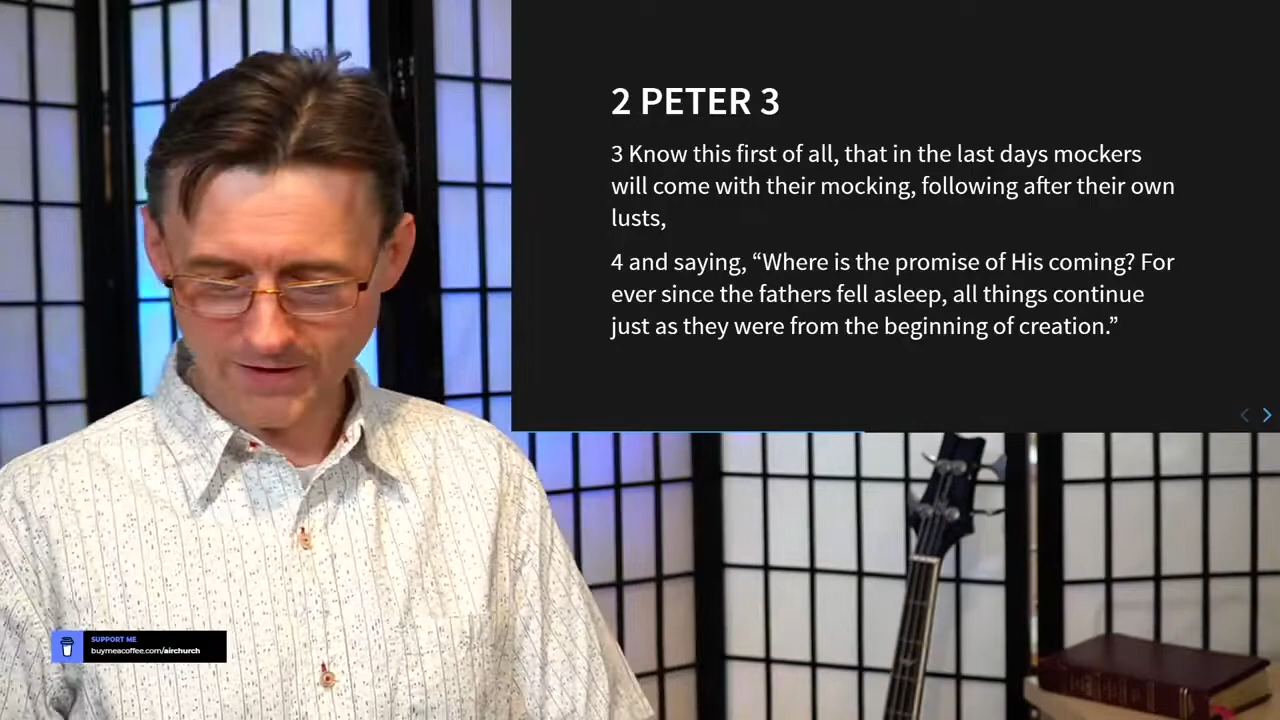 2 PETER 3
3 Know this first of all, that in the last days mockers
will come with their mocking, following after their own
lusts,
4 and saying, “Where is the promise of His coming? For
ever since the fathers fell asleep, all things continue
just as they were from the beginning of creation.”
SUPPORT ME
buymeacoffee.com/airchurch